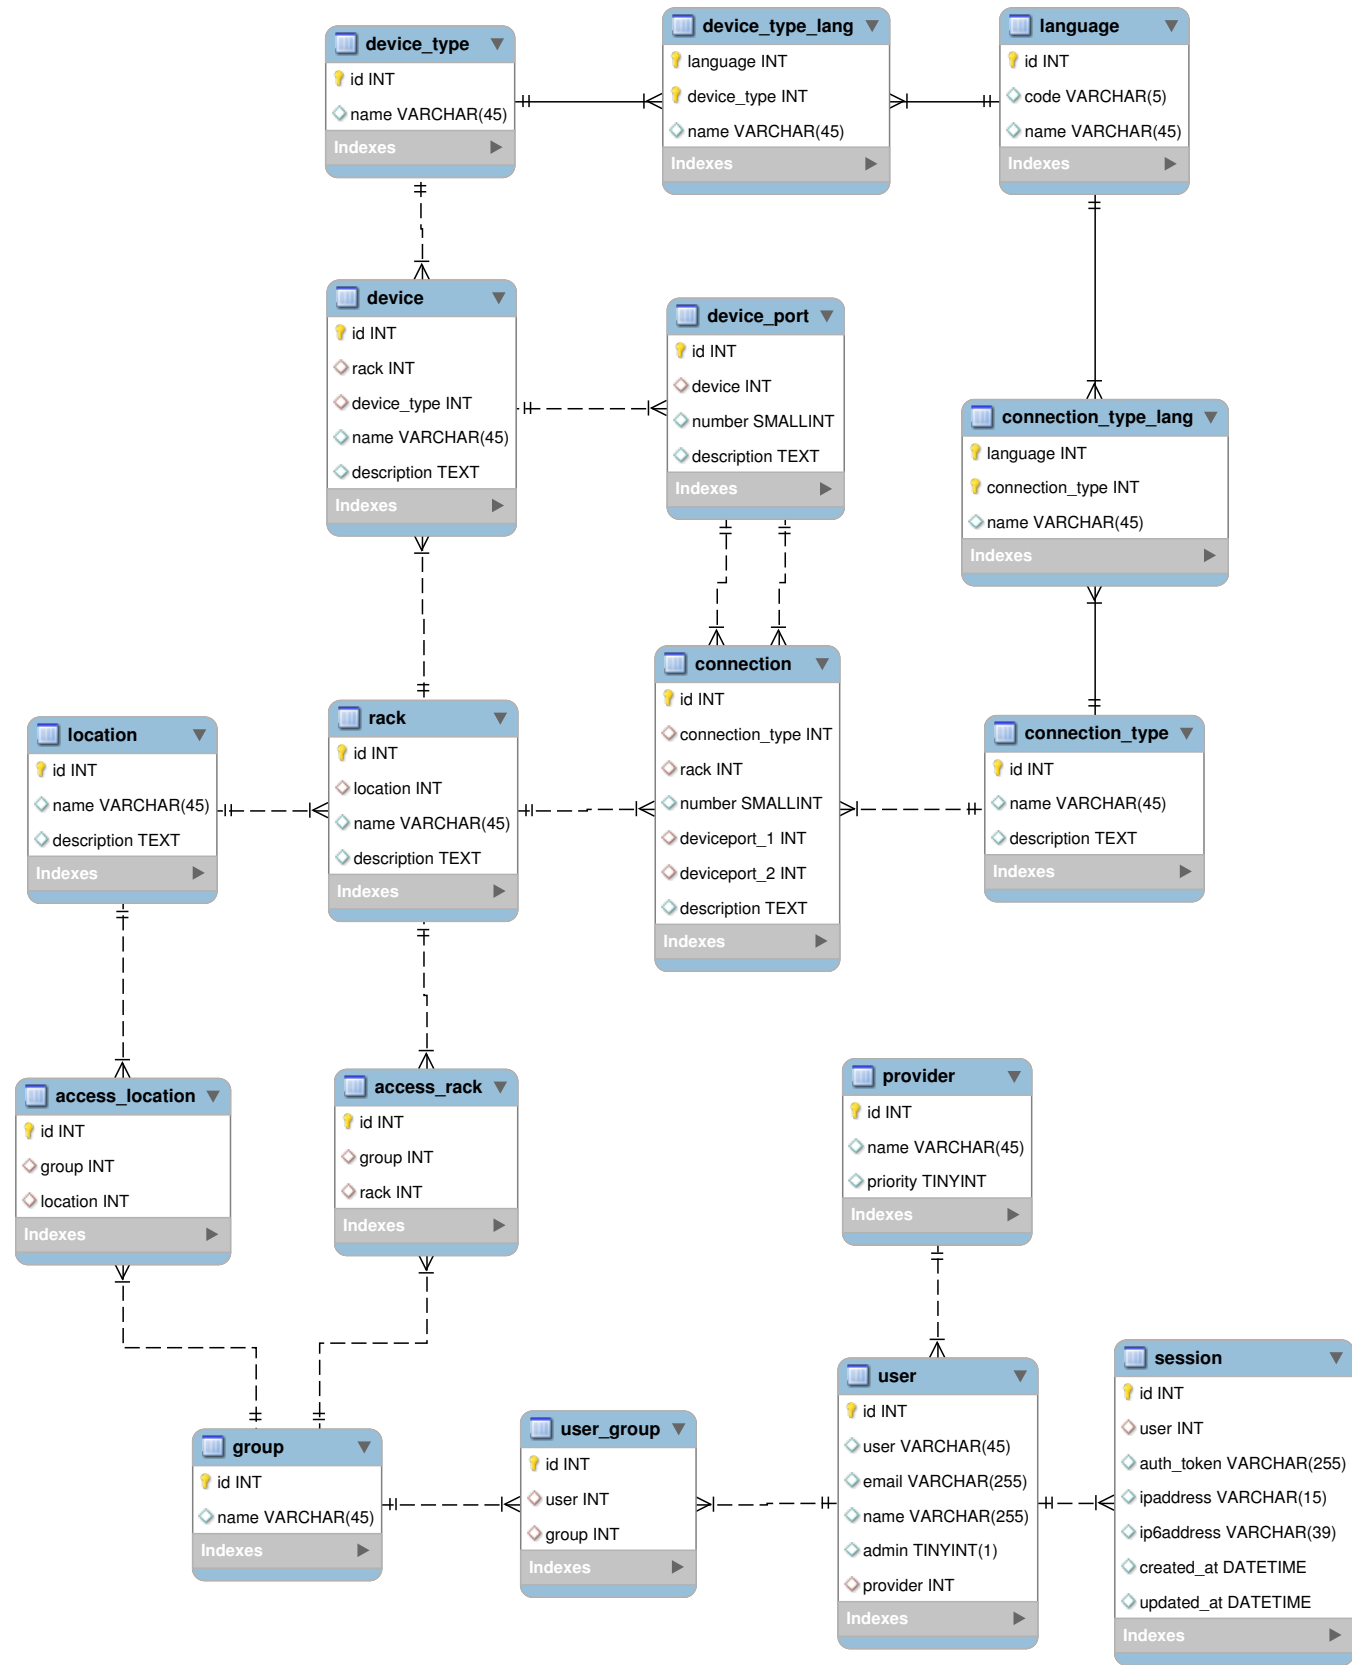 device_type
id INT
name VARCHAR(45)
Indexes
device_type_lang
language INT
device_type INT
name VARCHAR(45)
Indexes
language
id INT
code VARCHAR(5)
name VARCHAR(45)
Indexes
device
id INT
rack INT
device_type INT
name VARCHAR(45)
description TEXT
Indexes
device_port
id INT
device INT
number SMALLINT
description TEXT
Indexes
connection_type_lang
language INT
connection_type INT
name VARCHAR(45)
Indexes
location
id INT
name VARCHAR(45)
description TEXT
Indexes
rack
id INT
location INT
name VARCHAR(45)
description TEXT
Indexes
connection
id INT
connection_type INT
rack INT
number SMALLINT
deviceport_1 INT
deviceport_2 INT
description TEXT
Indexes
connection_type
id INT
name VARCHAR(45)
description TEXT
Indexes
access_location
id INT
group INT
location INT
Indexes
access_rack
id INT
group INT
rack INT
Indexes
provider
id INT
name VARCHAR(45)
priority TINYINT
Indexes
group
id INT
name VARCHAR(45)
Indexes
user_group
id INT
user INT
group INT
Indexes
user
id INT
user VARCHAR(45)
email VARCHAR(255)
name VARCHAR(255)
admin TINYINT(1)
provider INT
Indexes
session
id INT
user INT
auth_token VARCHAR(255)
ipaddress VARCHAR(15)
ip6address VARCHAR(39)
created_at DATETIME
updated_at DATETIME
Indexes